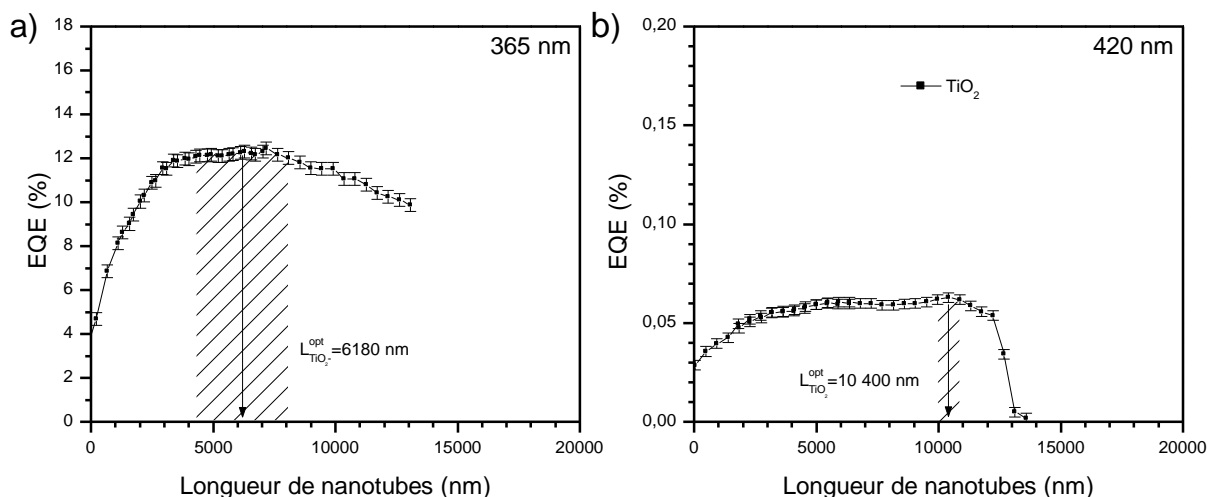 a)
365 nm
18
16
14
12
10
8
6
4
2
0
EQE (%)
L^opt_TiO2-=6180 nm
0 5000 10000 15000 20000
Longueur de nanotubes (nm)
b)
420 nm
0,20
0,15
0,10
0,05
0,00
EQE (%)
TiO2
L^opt_TiO2=10 400 nm
0 5000 10000 15000 20000
Longueur de nanotubes (nm)